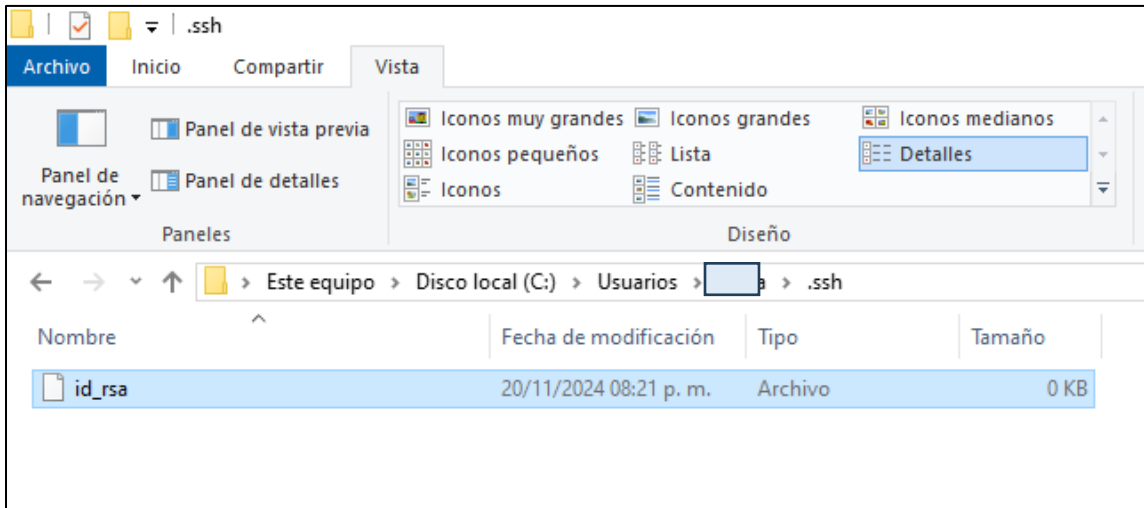 .ssh
Archivo Inicio Compartir Vista
Panel de navegación
Panel de vista previa
Panel de detalles
Paneles
Iconos muy grandes Iconos grandes Iconos medianos
Iconos pequeños Lista Detalles
Iconos Contenido
Diseño
Este equipo > Disco local (C:) > Usuarios > > .ssh
Nombre Fecha de modificación Tipo Tamaño
id_rsa 20/11/2024 08:21 p. m. Archivo 0 KB